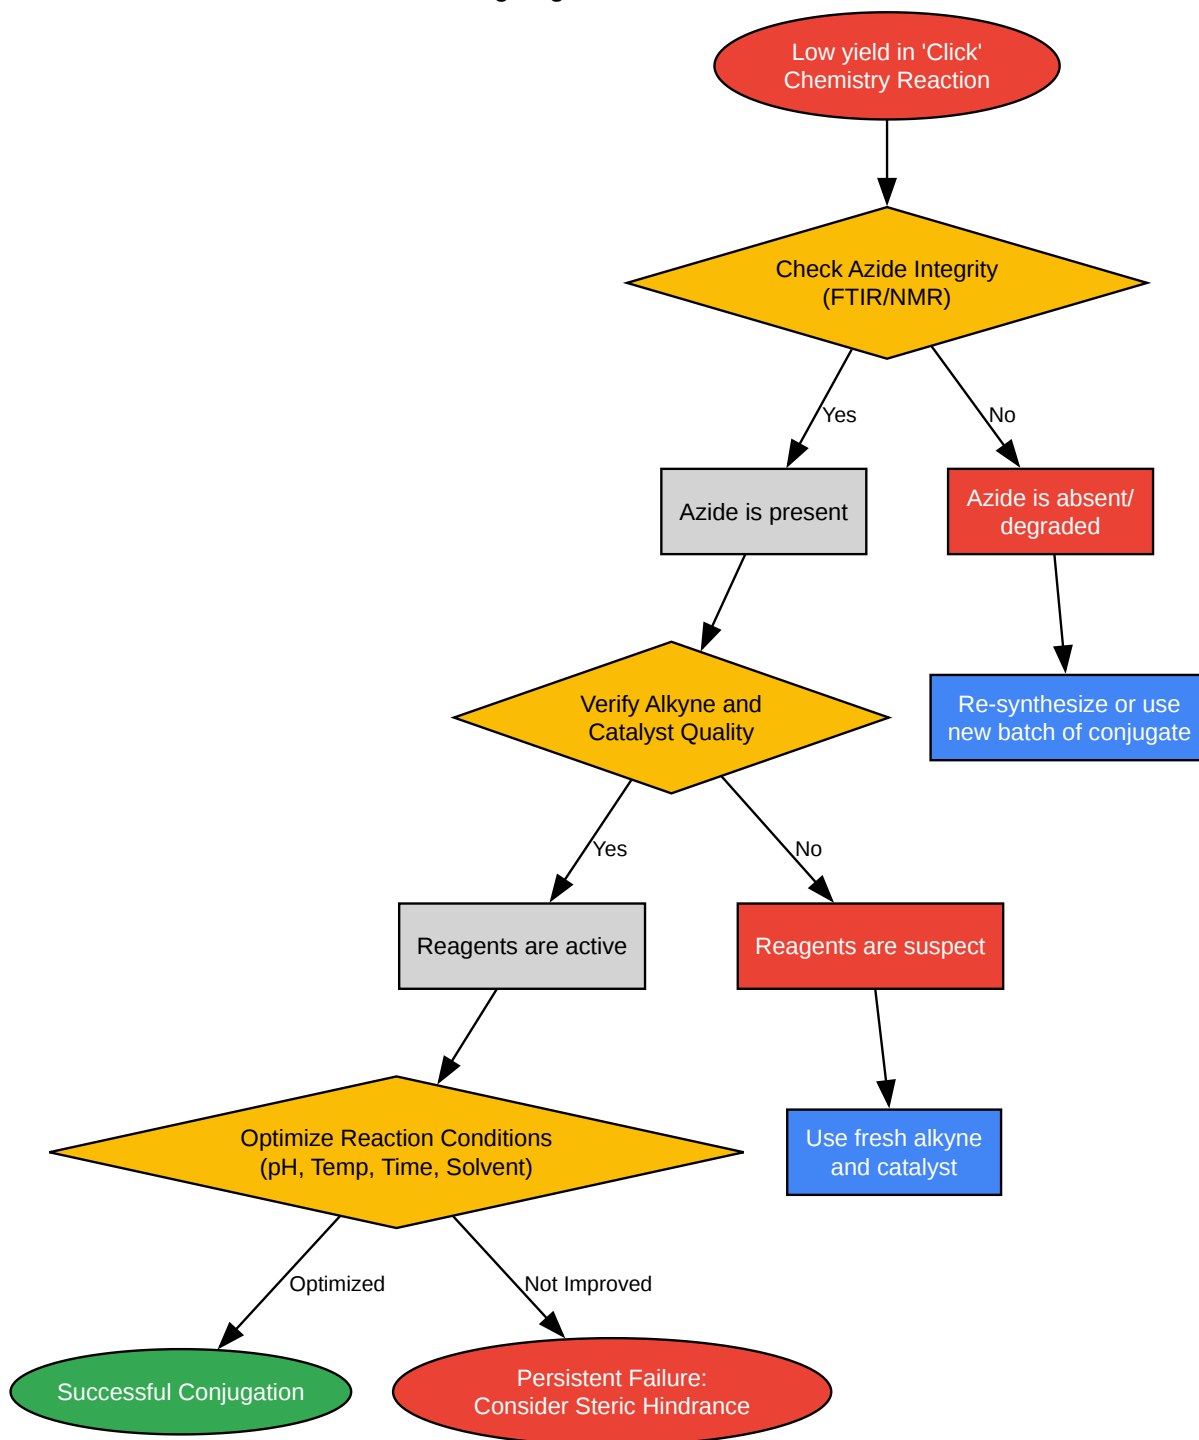 Low yield in 'Click'
Chemistry Reaction
Check Azide Integrity
(FTIR/NMR)
Yes
No
Azide is present
Azide is absent/
degraded
Verify Alkyne and
Catalyst Quality
Re-synthesize or use
new batch of conjugate
Yes
No
Reagents are active
Reagents are suspect
Optimize Reaction Conditions
(pH, Temp, Time, Solvent)
Use fresh alkyne
and catalyst
Optimized
Not Improved
Successful Conjugation
Persistent Failure:
Consider Steric Hindrance